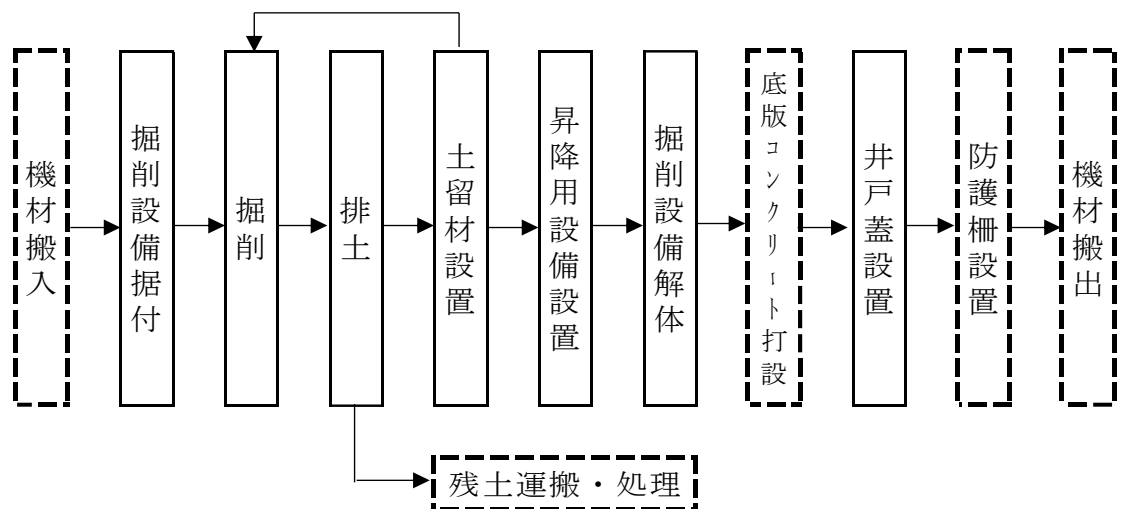 機材搬入
掘削設備据付
掘削
排土
土留材設置
昇降用設備設置
掘削設備解体
底版コンクリート打設
井戸蓋設置
防護柵設置
機材搬出
残土運搬・処理